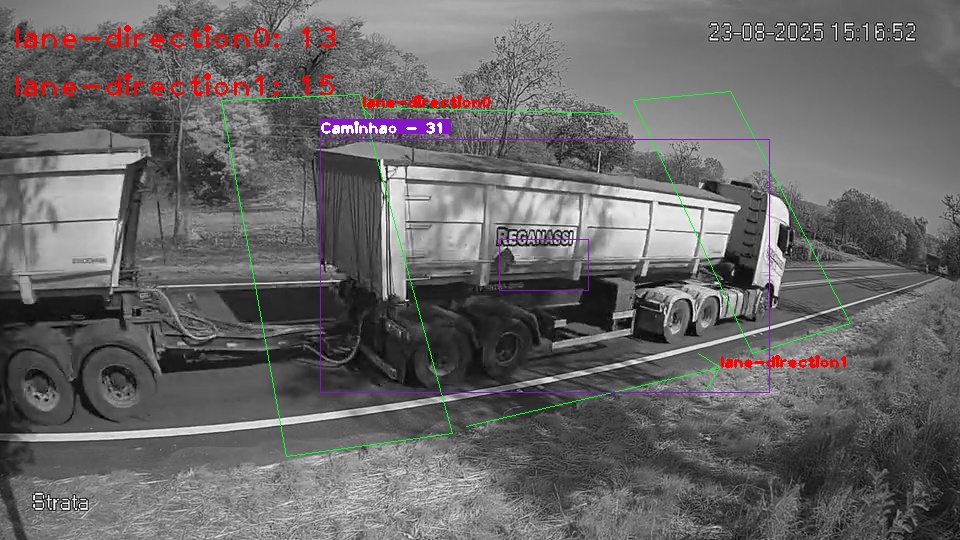 lane-direction0: 13
23-08-2025 15:16:52
lane-direction1: 15
lane-direction0
Caminhao - 31
REGANASSI
lane-direction1
Strata